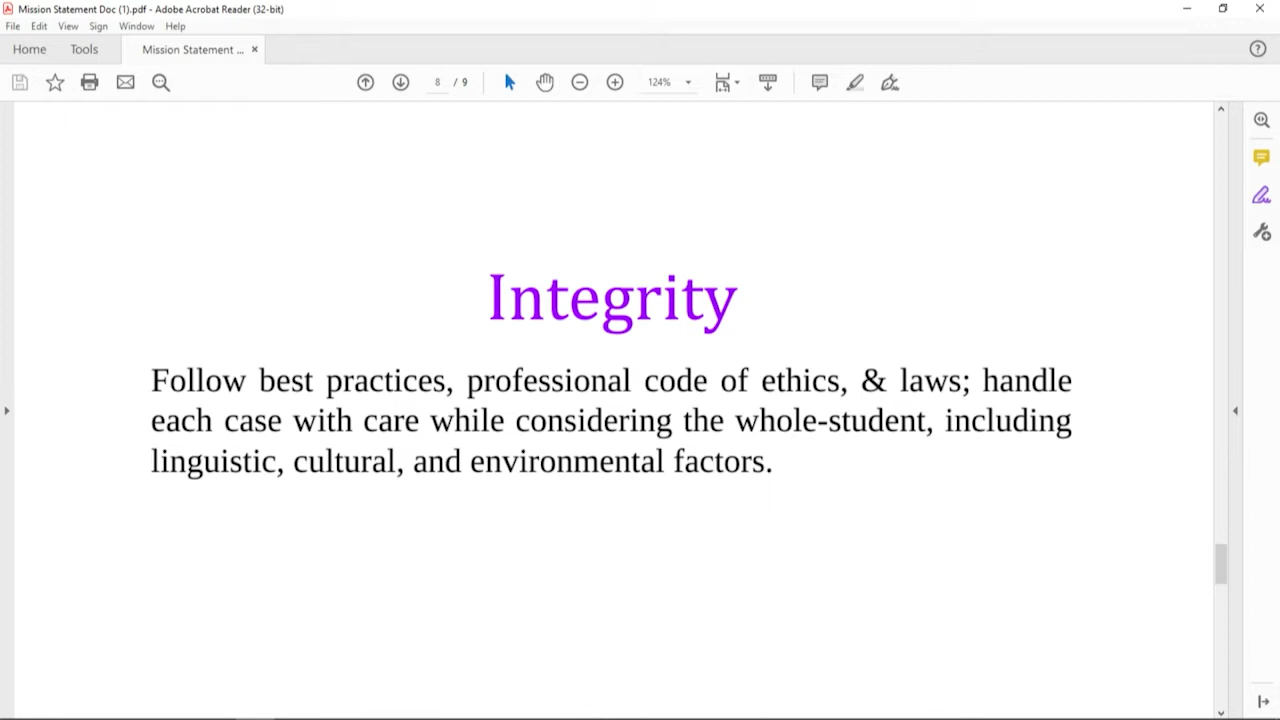 Mission Statement Doc (1).pdf - Adobe Acrobat Reader (32-bit)
File Edit View Sign Window Help
Home Tools Mission Statement ... ×
8 / 9 124%
Integrity
Follow best practices, professional code of ethics, & laws; handle
each case with care while considering the whole-student, including
linguistic, cultural, and environmental factors.